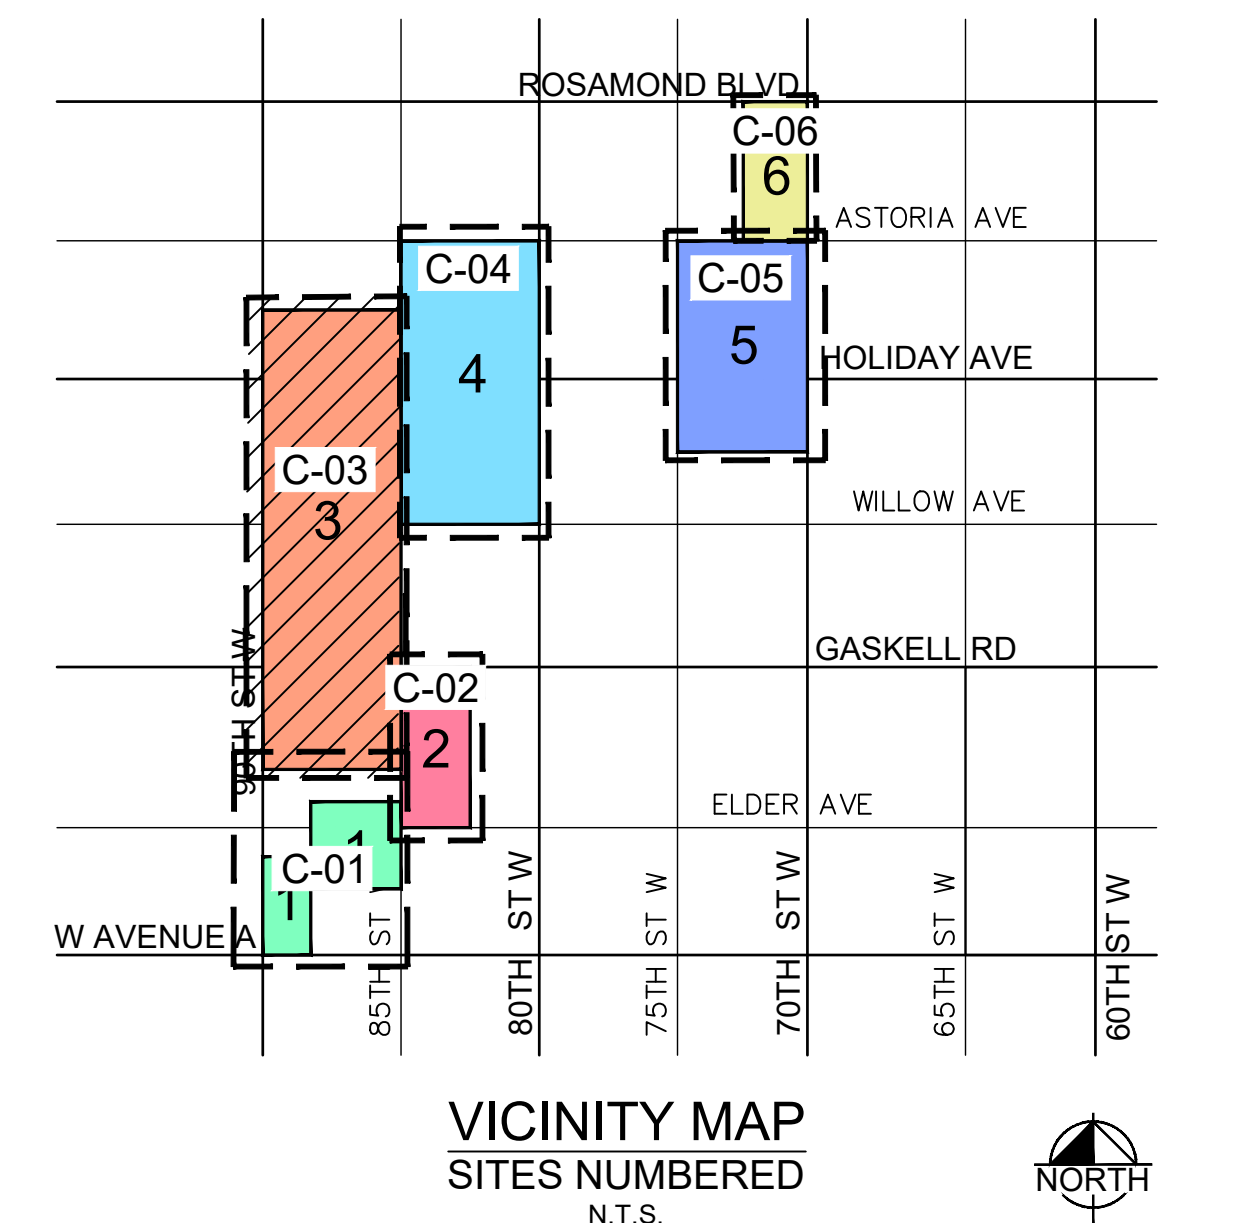 ROSAMOND BLVD
C-06
6
ASTORIA AVE
C-04
C-05
5
HOLIDAY AVE
4
C-03
3
WILLOW AVE
90TH ST W
GASKELL RD
C-02
2
ELDER AVE
1
C-01
1
W AVENUE A
85TH ST
80TH ST W
75TH ST W
70TH ST W
65TH ST W
60TH ST W
VICINITY MAP
SITES NUMBERED
N.T.S.
NORTH